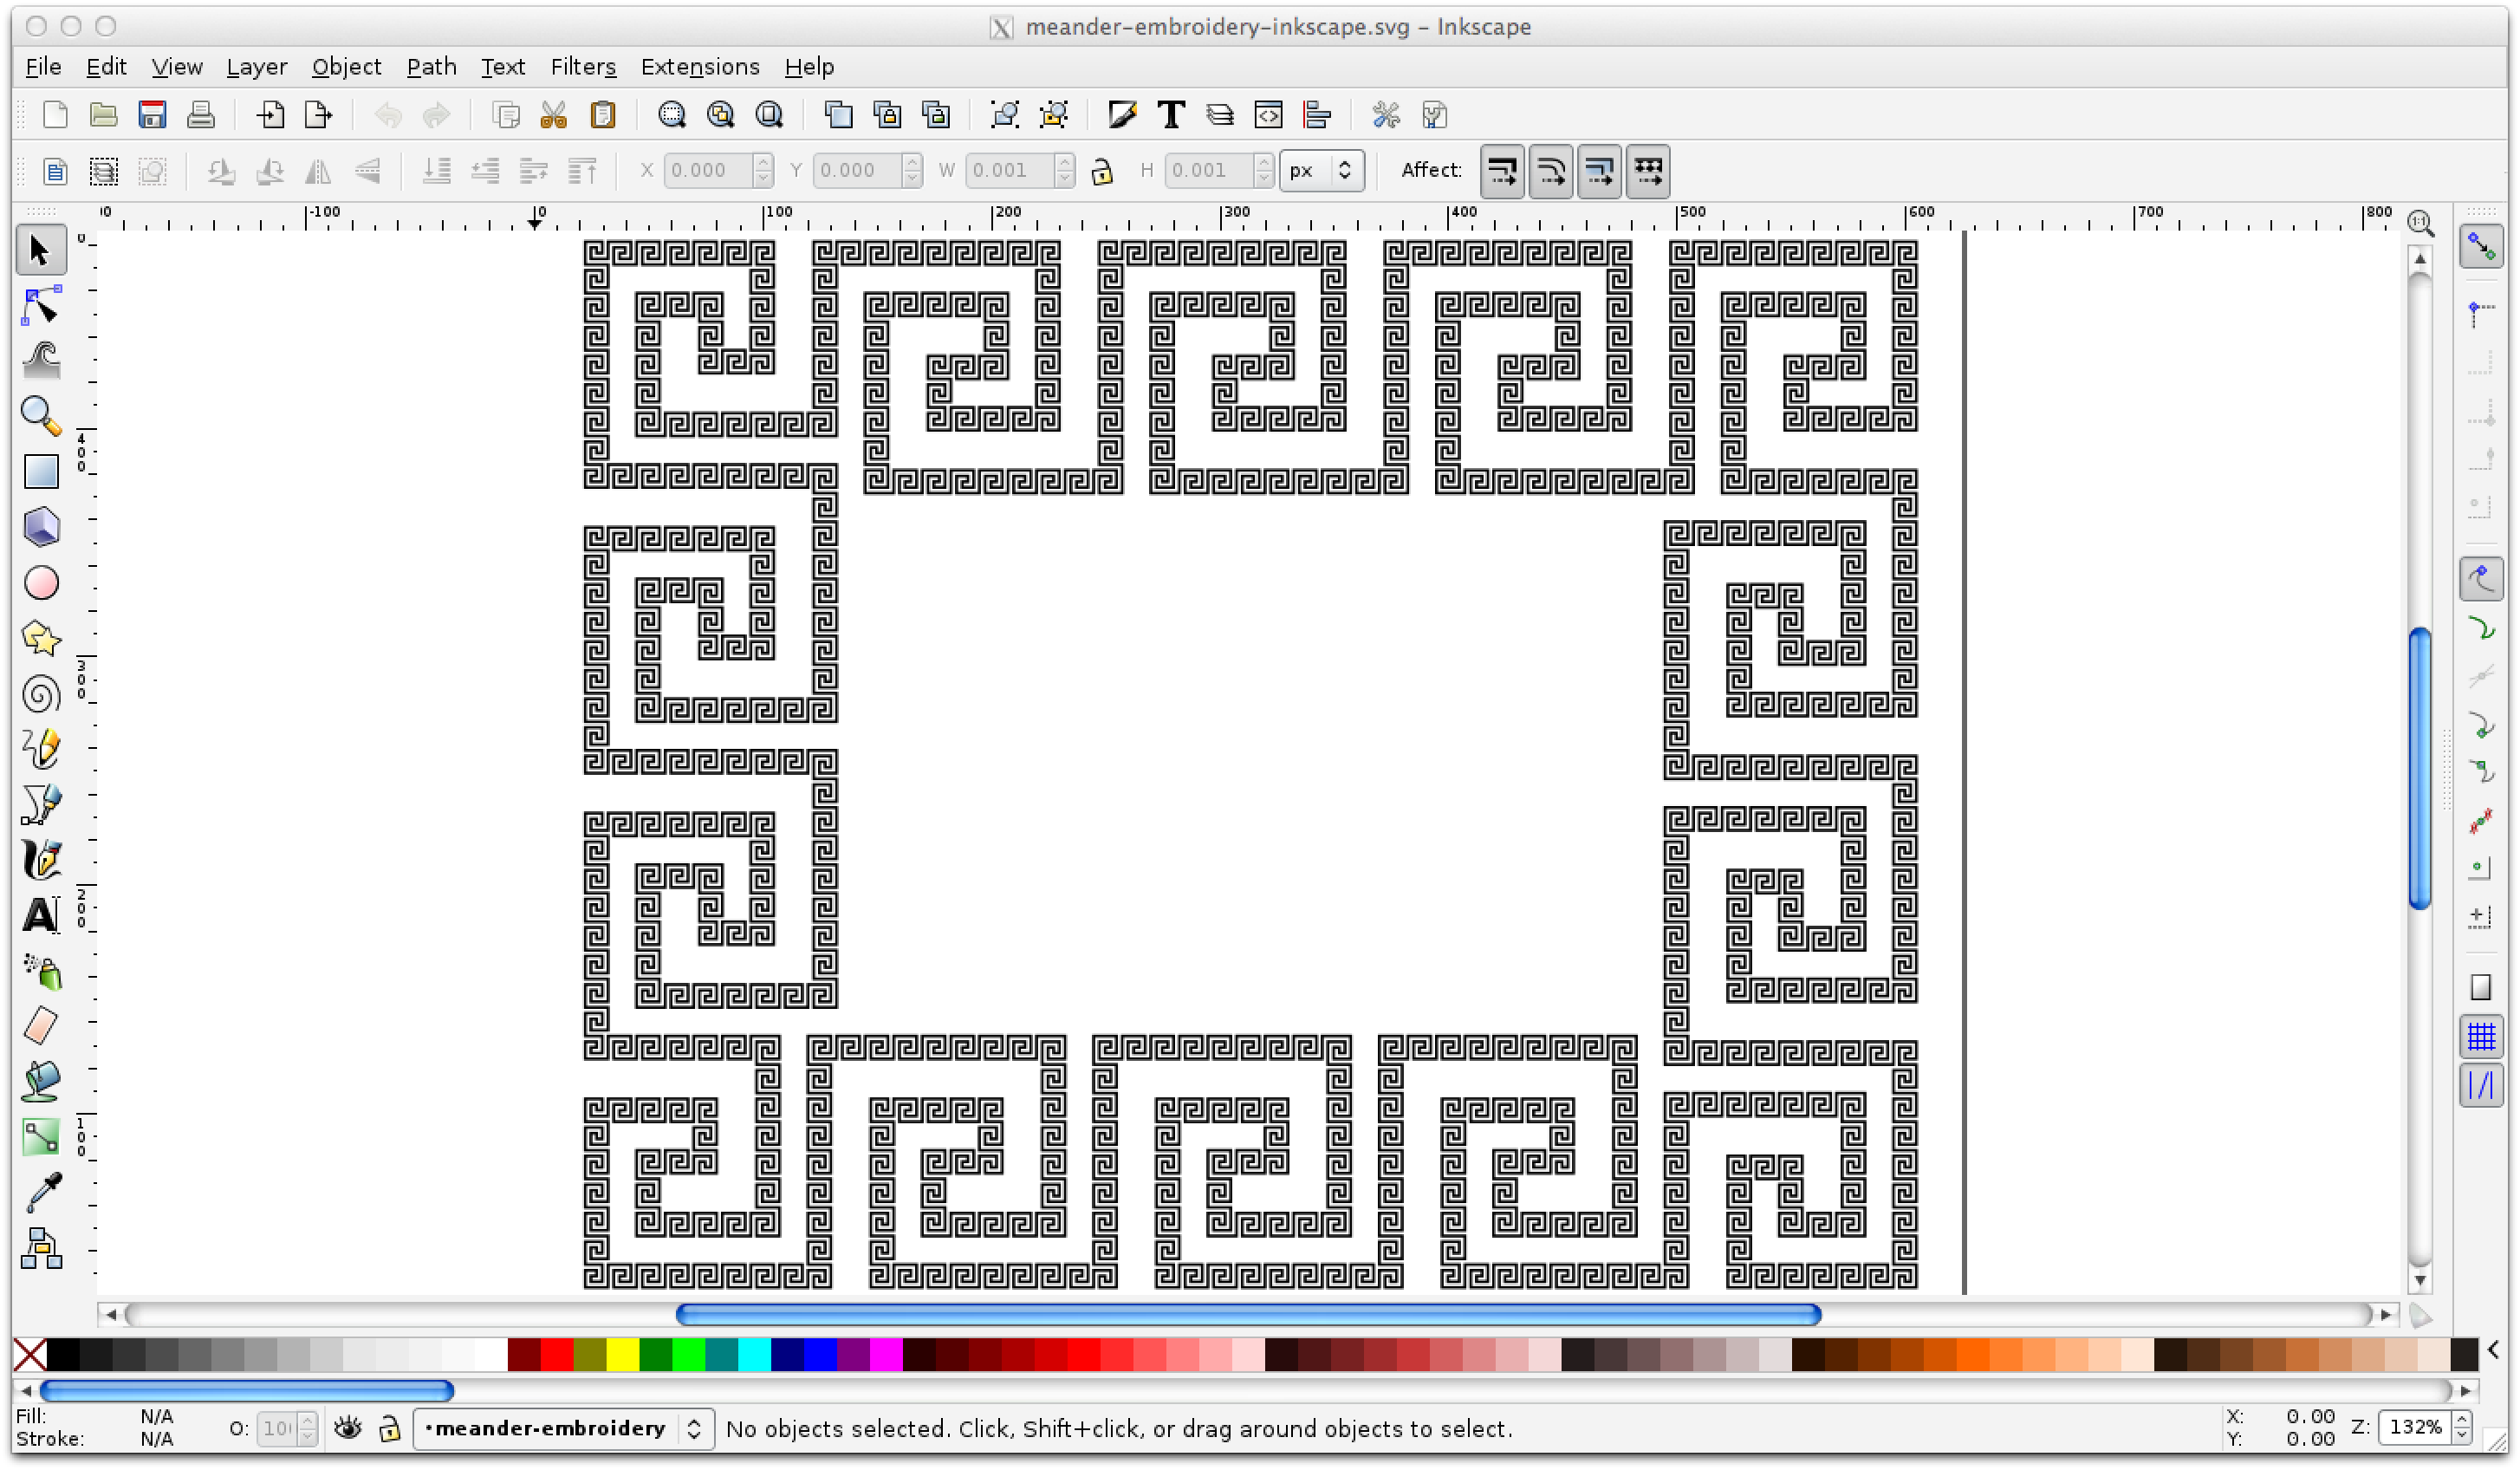 meander-embroidery-inkscape.svg – Inkscape
File Edit View Layer Object Path Text Filters Extensions Help
X 0.000 Y 0.000 W 0.001 H 0.001 px Affect:
-100 0 100 200 300 400 500 600 700 800
1:1
0
400
300
200
100
Fill: N/A
Stroke: N/A
O:
•meander-embroidery
No objects selected. Click, Shift+click, or drag around objects to select.
X: 0.00
Y: 0.00
Z: 132%